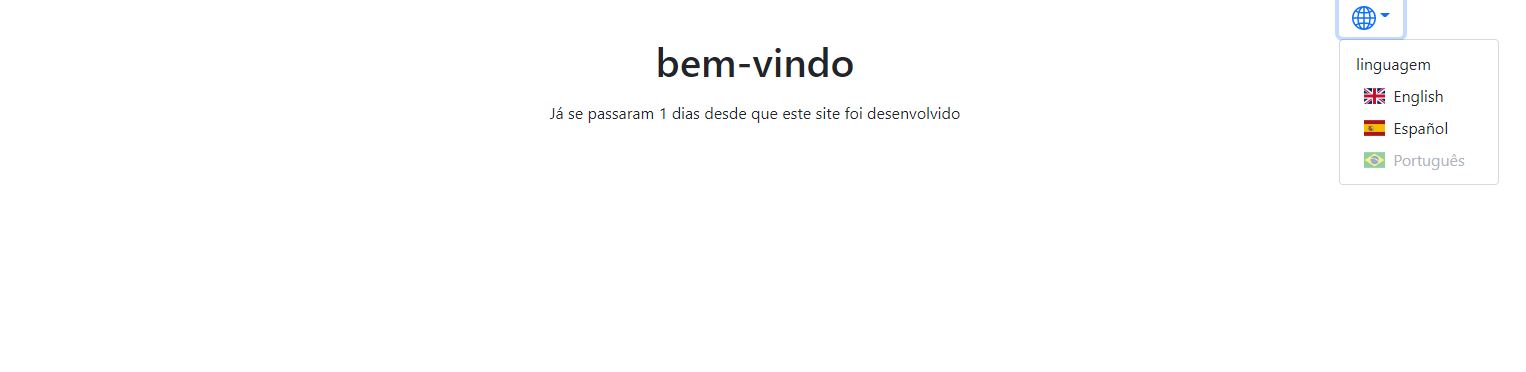 bem-vindo
Já se passaram 1 dias desde que este site foi desenvolvido
linguagem
English
Español
Português